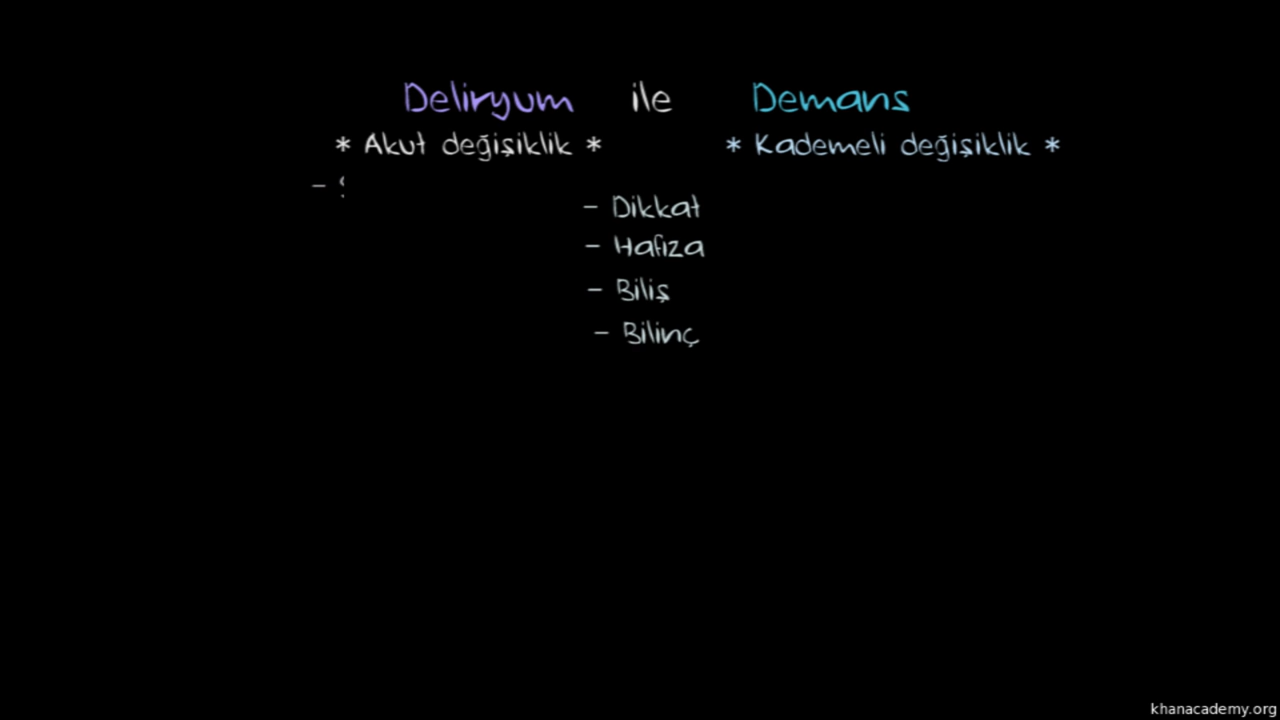 Deliryum ile Demans
* Akut değişiklik * * Kademeli değişiklik *
-
- Dikkat
- Hafıza
- Biliş
- Bilinç
khanacademy.org